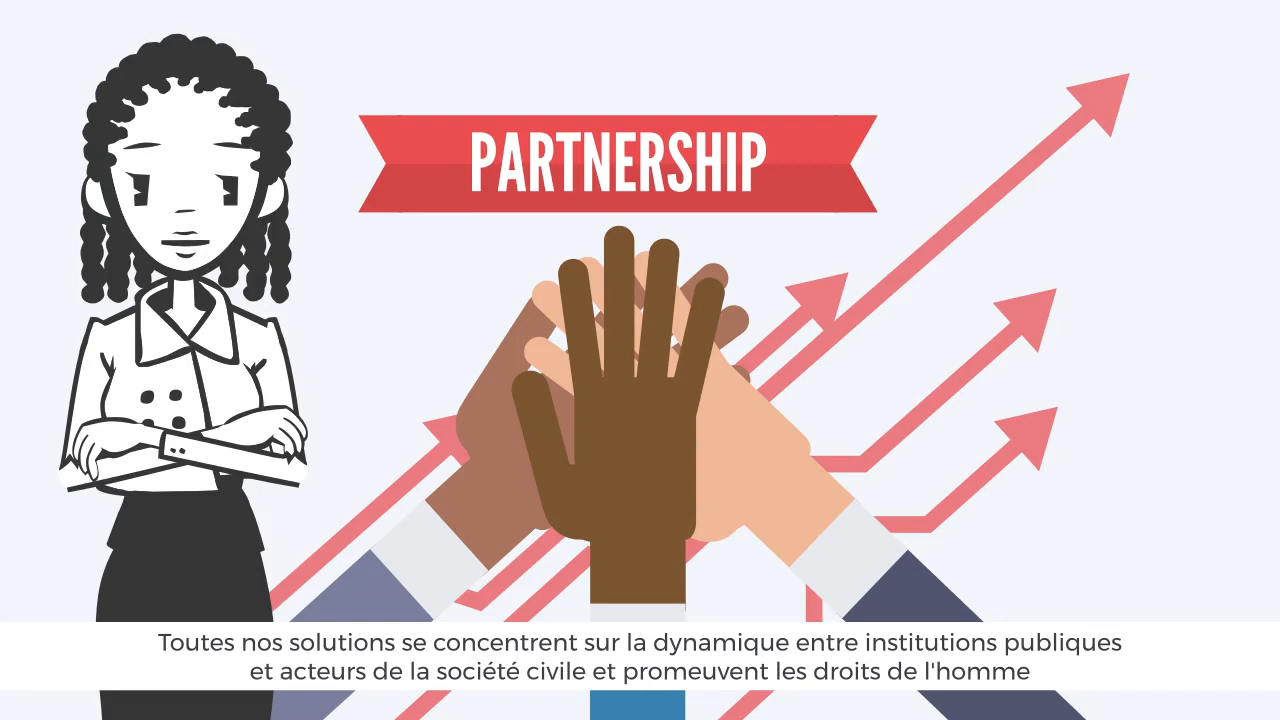 PARTNERSHIP
Toutes nos solutions se concentrent sur la dynamique entre institutions publiques
et acteurs de la société civile et promeuvent les droits de l'homme